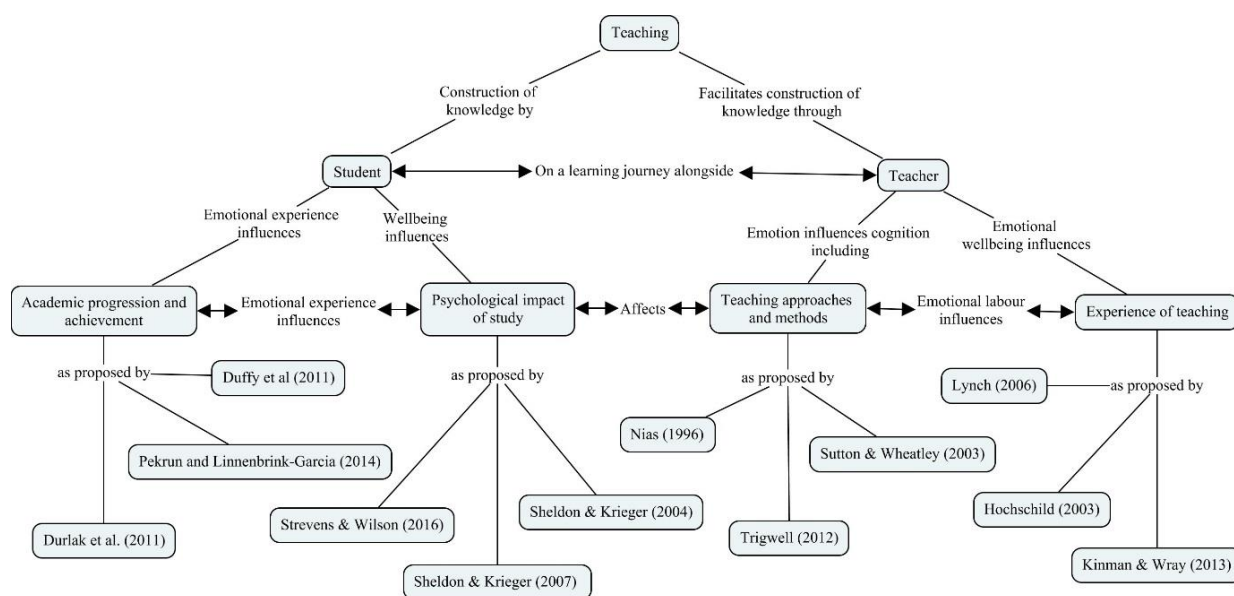 Teaching
Construction of
knowledge by
Facilitates construction of
knowledge through
Student
On a learning journey alongside
Teacher
Emotional experience
influences
Wellbeing
influences
Emotion influences cognition
including
Emotional
wellbeing influences
Academic progression and
achievement
Emotional experience
influences
Psychological impact
of study
Affects
Teaching approaches
and methods
Emotional labour
influences
Experience of teaching
as proposed by
Duffy et al (2011)
Pekrun and Linnenbrink-Garcia (2014)
Durlak et al. (2011)
as proposed by
Strevens & Wilson (2016)
Sheldon & Krieger (2004)
Sheldon & Krieger (2007)
as proposed by
Nias (1996)
Sutton & Wheatley (2003)
Trigwell (2012)
Lynch (2006)
as proposed by
Hochschild (2003)
Kinman & Wray (2013)